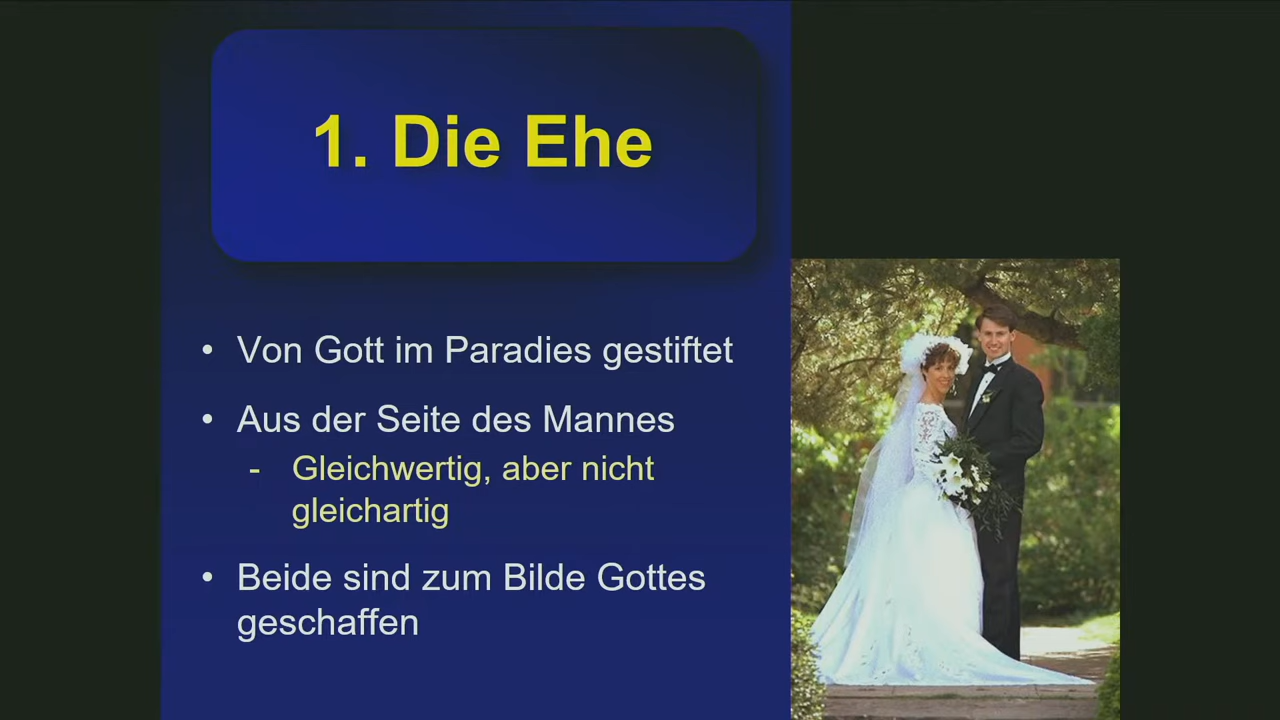 1. Die Ehe
• Von Gott im Paradies gestiftet
• Aus der Seite des Mannes
- Gleichwertig, aber nicht
gleichartig
• Beide sind zum Bilde Gottes
geschaffen